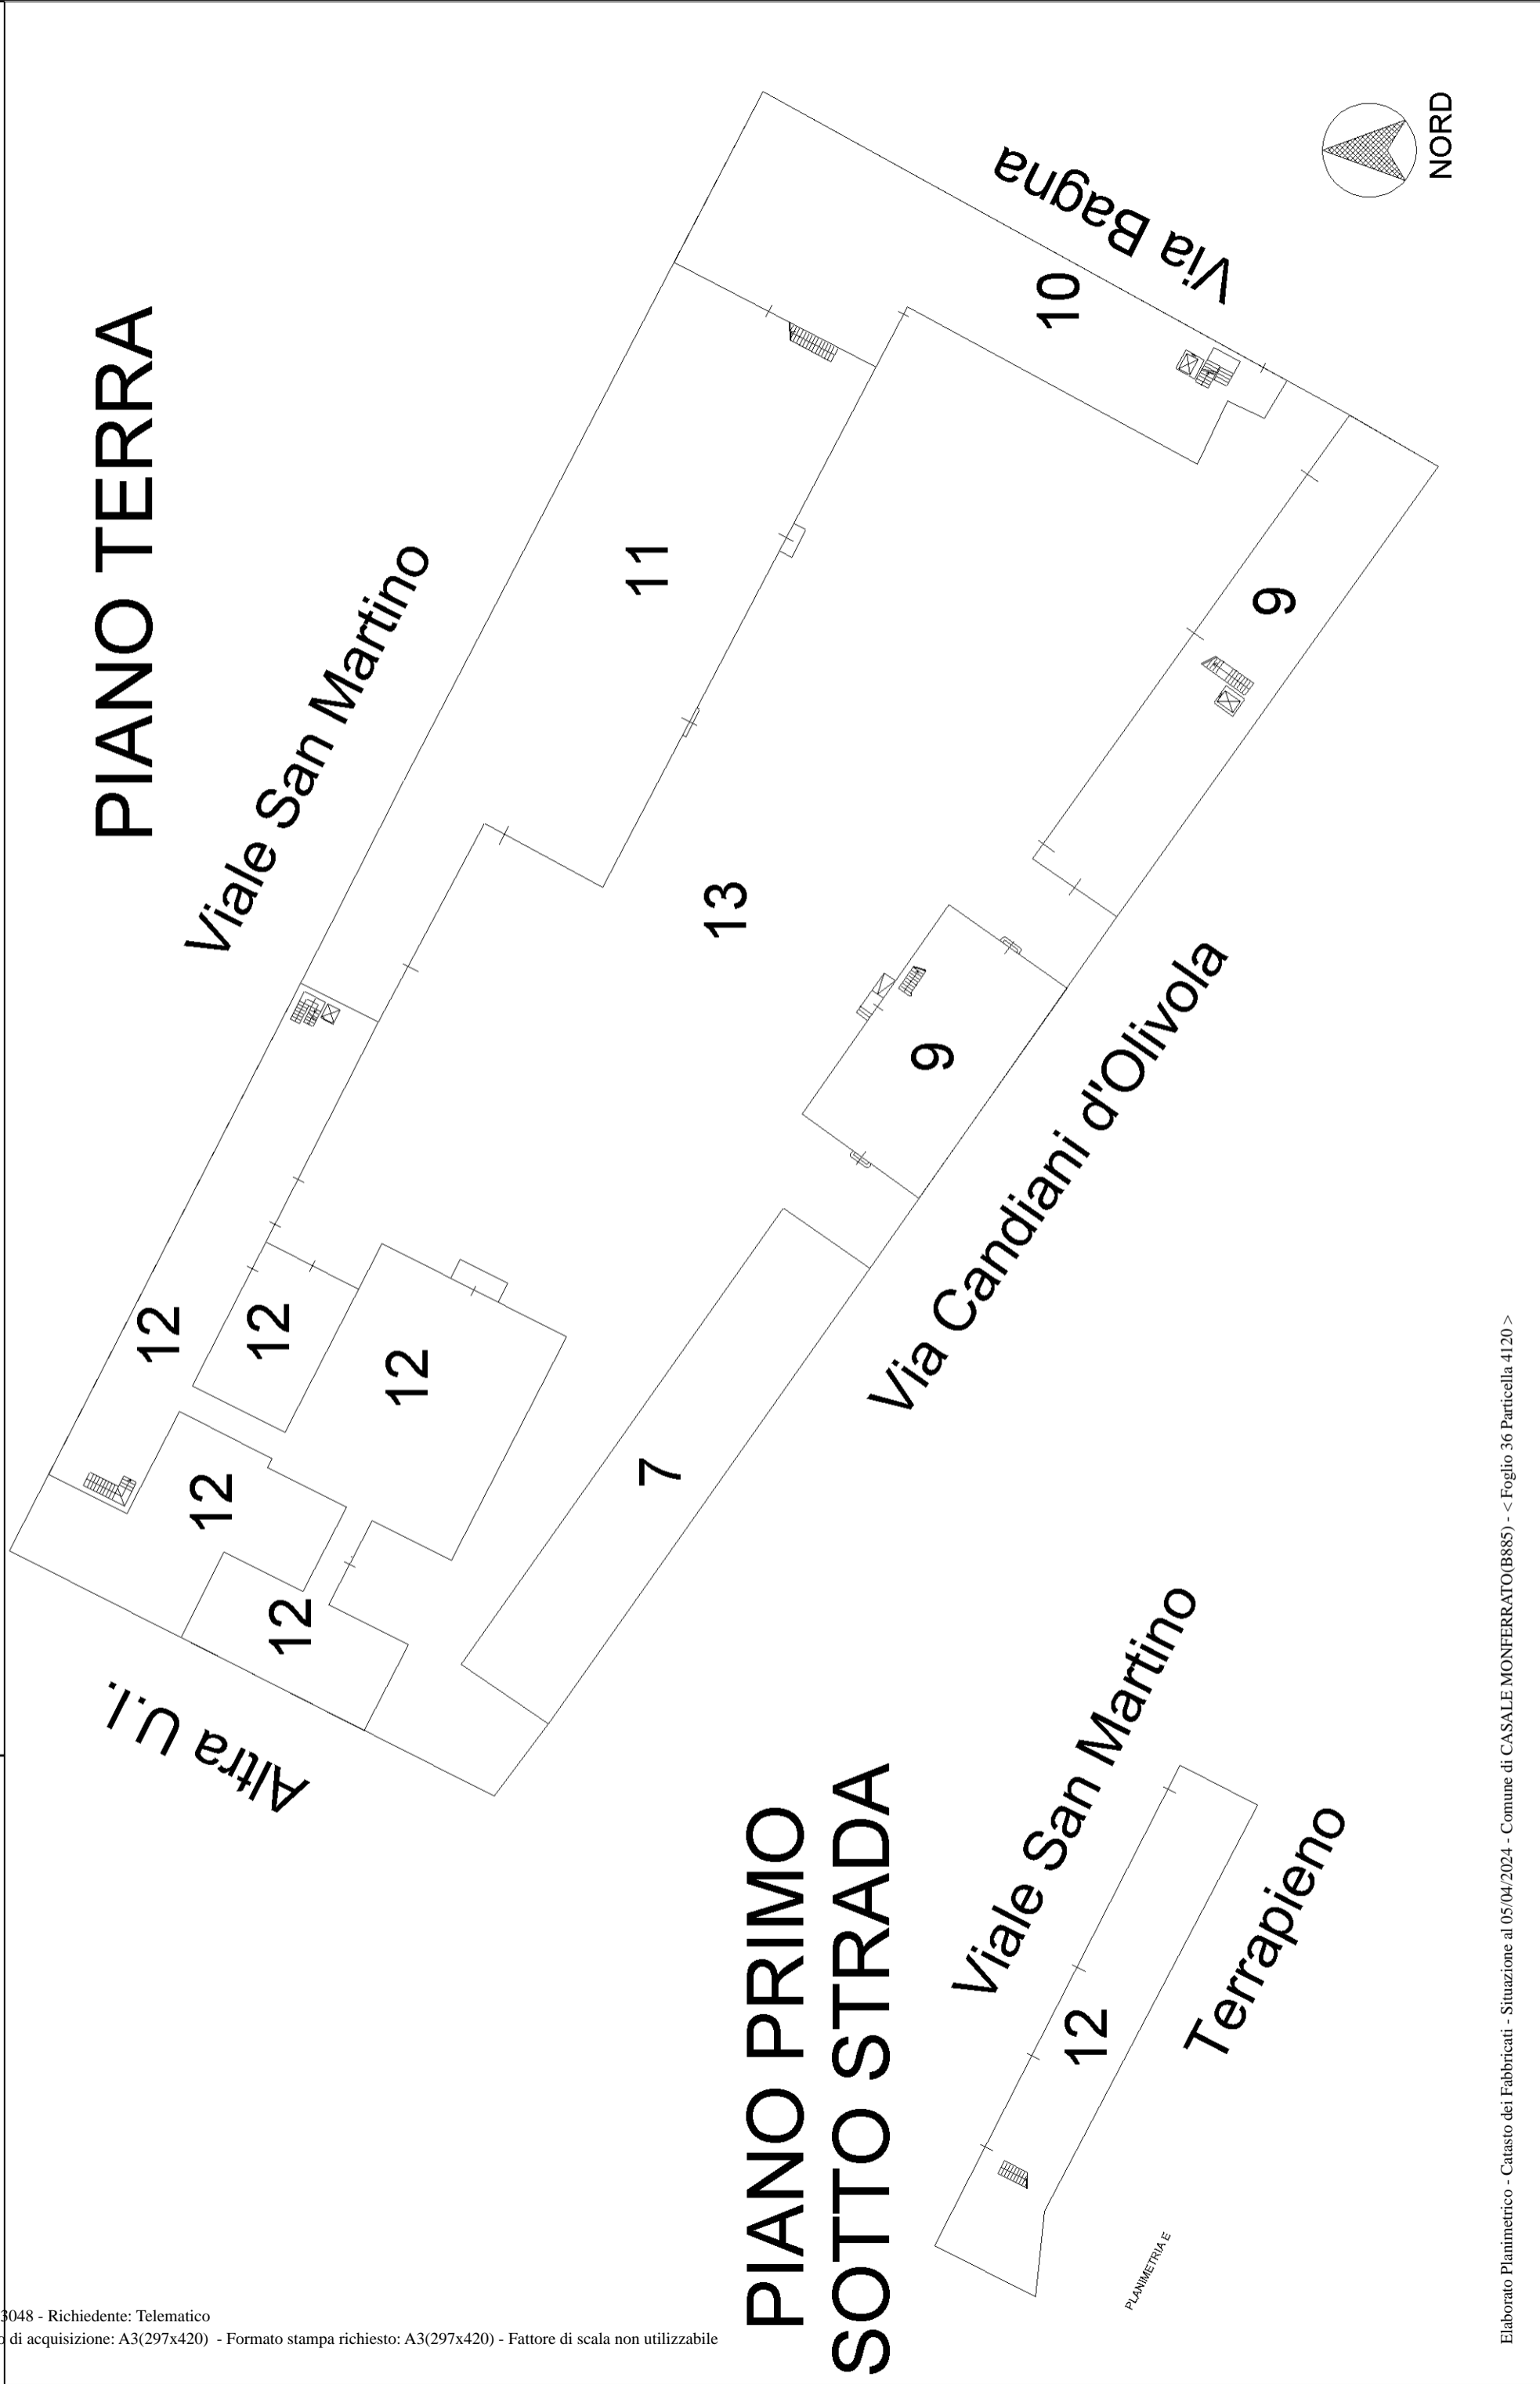 PIANO TERRA
Viale San Martino
Via Bagna
NORD
10
11
9
13
9
Via Candiani d'Olivola
12
12
12
12
12
7
Altra U.I.
PIANO PRIMO
SOTTO STRADA
Viale San Martino
12
Terrapieno
PLANIMETRIA E
3048 - Richiedente: Telematico
di acquisizione: A3(297x420) - Formato stampa richiesto: A3(297x420) - Fattore di scala non utilizzabile
Elaborato Planimetrico - Catasto dei Fabbricati - Situazione al 05/04/2024 - Comune di CASALE MONFERRATO(B885) - < Foglio 36 Particella 4120 >